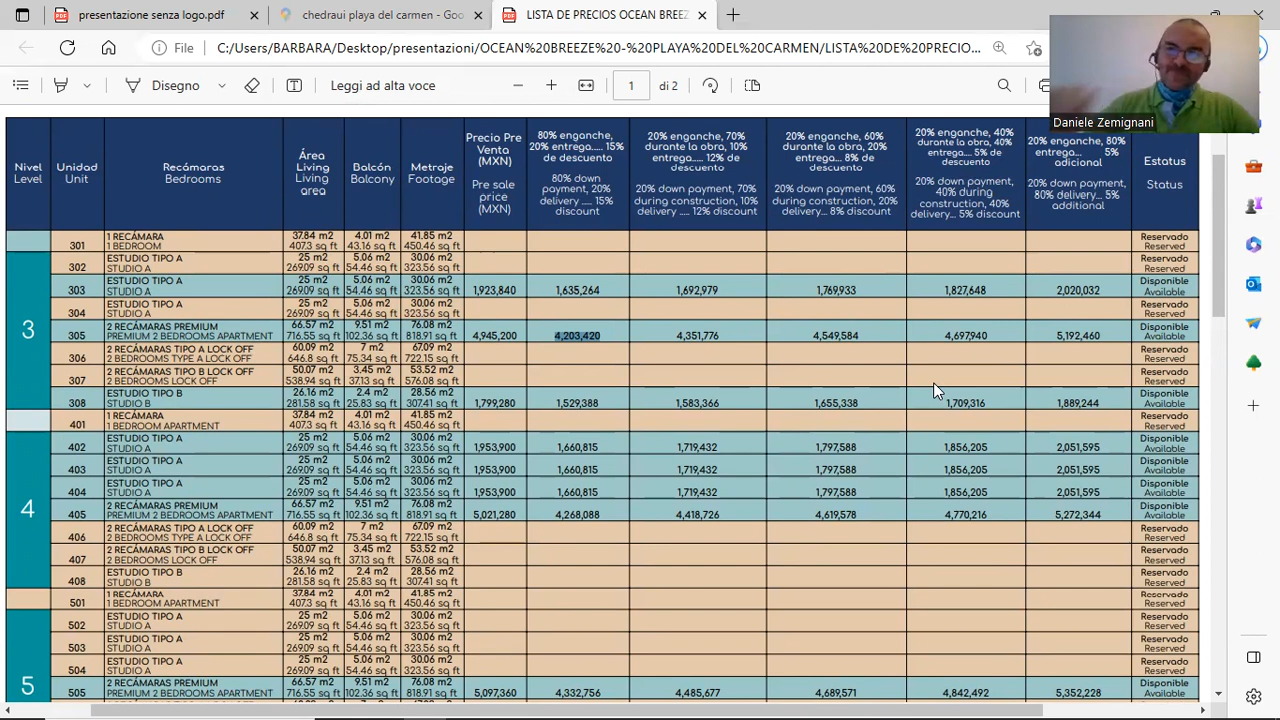 presentazione senza logo.pdf
chedraui playa del carmen - Goo
LISTA DE PRECIOS OCEAN BREEZ
File C:/Users/BARBARA/Desktop/presentazioni/OCEAN%20BREEZE%20-%20PLAYA%20DEL%20CARMEN/LISTA%20DE%20PRECIO...
Disegno Leggi ad alta voce 1 di 2
Daniele Zemignani
Nivel
Level
Unidad
Unit
Recámaras
Bedrooms
Área
Living
Living
area
Balcón
Balcony
Metraje
Footage
Precio Pre
Venta
(MXN)
Pre sale
price
(MXN)
80% enganche,
20% entrega..... 15%
de descuento
80% down
payment, 20%
delivery ..... 15%
discount
20% enganche, 70%
durante la obra, 10%
entrega... 12% de
descuento
20% down payment, 70%
during construction, 10%
delivery ..... 12% discount
20% enganche, 60%
durante la obra, 20%
entrega... 8% de
descuento
20% down payment, 60%
during construction, 20%
delivery... 8% discount
20% enganche, 40%
durante la obra, 40%
entrega... 5% de
descuento
20% down payment,
40% during
construction, 40%
delivery... 5% discount
20% enganche, 80%
entrega... 5%
adicional
20% down payment,
80% delivery... 5%
additional
Estatus
Status
1 RECÁMARA 37.84 m2 4.01 m2 41.85 m2 Reservado
301 1 BEDROOM 407.3 sq ft 43.16 sq ft 450.46 sq ft Reserved
ESTUDIO TIPO A 25 m2 5.06 m2 30.06 m2 Reservado
302 STUDIO A 269.09 sq ft 54.46 sq ft 323.56 sq ft Reserved
ESTUDIO TIPO A 25 m2 5.06 m2 30.06 m2 Disponible
303 STUDIO A 269.09 sq ft 54.46 sq ft 323.56 sq ft 1,923,840 1,635,264 1,692,979 1,769,933 1,827,648 2,020,032 Available
ESTUDIO TIPO A 25 m2 5.06 m2 30.06 m2 Reservado
304 STUDIO A 269.09 sq ft 54.46 sq ft 323.56 sq ft Reserved
3
2 RECÁMARAS PREMIUM 66.57 m2 9.51 m2 76.08 m2 Disponible
305 PREMIUM 2 BEDROOMS APARTMENT 716.55 sq ft 102.36 sq ft 818.91 sq ft 4,945,200 4,203,420 4,351,776 4,549,584 4,697,940 5,192,460 Available
2 RECÁMARAS TIPO A LOCK OFF 60.09 m2 7 m2 67.09 m2 Reservado
306 2 BEDROOMS TYPE A LOCK OFF 646.8 sq ft 75.34 sq ft 722.15 sq ft Reserved
2 RECÁMARAS TIPO B LOCK OFF 50.07 m2 3.45 m2 53.52 m2 Reservado
307 2 BEDROOMS LOCK OFF 538.94 sq ft 37.13 sq ft 576.08 sq ft Reserved
ESTUDIO TIPO B 26.16 m2 2.4 m2 28.56 m2 Disponible
308 STUDIO B 281.58 sq ft 25.83 sq ft 307.41 sq ft 1,799,280 1,529,388 1,583,366 1,655,338 1,709,316 1,889,244 Available
1 RECÁMARA 37.84 m2 4.01 m2 41.85 m2 Reservado
401 1 BEDROOM APARTMENT 407.3 sq ft 43.16 sq ft 450.46 sq ft Reserved
ESTUDIO TIPO A 25 m2 5.06 m2 30.06 m2 Disponible
402 STUDIO A 269.09 sq ft 54.46 sq ft 323.56 sq ft 1,953,900 1,660,815 1,719,432 1,797,588 1,856,205 2,051,595 Available
ESTUDIO TIPO A 25 m2 5.06 m2 30.06 m2 Disponible
403 STUDIO A 269.09 sq ft 54.46 sq ft 323.56 sq ft 1,953,900 1,660,815 1,719,432 1,797,588 1,856,205 2,051,595 Available
ESTUDIO TIPO A 25 m2 5.06 m2 30.06 m2 Disponible
404 STUDIO A 269.09 sq ft 54.46 sq ft 323.56 sq ft 1,953,900 1,660,815 1,719,432 1,797,588 1,856,205 2,051,595 Available
4
2 RECÁMARAS PREMIUM 66.57 m2 9.51 m2 76.08 m2 Disponible
405 PREMIUM 2 BEDROOMS APARTMENT 716.55 sq ft 102.36 sq ft 818.91 sq ft 5,021,280 4,268,088 4,418,726 4,619,578 4,770,216 5,272,344 Available
2 RECÁMARAS TIPO A LOCK OFF 60.09 m2 7 m2 67.09 m2 Reservado
406 2 BEDROOMS TYPE A LOCK OFF 646.8 sq ft 75.34 sq ft 722.15 sq ft Reserved
2 RECÁMARAS TIPO B LOCK OFF 50.07 m2 3.45 m2 53.52 m2 Reservado
407 2 BEDROOMS LOCK OFF 538.94 sq ft 37.13 sq ft 576.08 sq ft Reserved
ESTUDIO TIPO B 26.16 m2 2.4 m2 28.56 m2 Reservado
408 STUDIO B 281.58 sq ft 25.83 sq ft 307.41 sq ft Reserved
1 RECÁMARA 37.84 m2 4.01 m2 41.85 m2 Reservado
501 1 BEDROOM APARTMENT 407.3 sq ft 43.16 sq ft 450.46 sq ft Reserved
ESTUDIO TIPO A 25 m2 5.06 m2 30.06 m2 Reservado
502 STUDIO A 269.09 sq ft 54.46 sq ft 323.56 sq ft Reserved
ESTUDIO TIPO A 25 m2 5.06 m2 30.06 m2 Reservado
503 STUDIO A 269.09 sq ft 54.46 sq ft 323.56 sq ft Reserved
ESTUDIO TIPO A 25 m2 5.06 m2 30.06 m2 Reservado
504 STUDIO A 269.09 sq ft 54.46 sq ft 323.56 sq ft Reserved
5
2 RECÁMARAS PREMIUM 66.57 m2 9.51 m2 76.08 m2 Disponible
505 PREMIUM 2 BEDROOMS APARTMENT 716.55 sq ft 102.36 sq ft 818.91 sq ft 5,097,360 4,332,756 4,485,677 4,689,571 4,842,492 5,352,228 Available